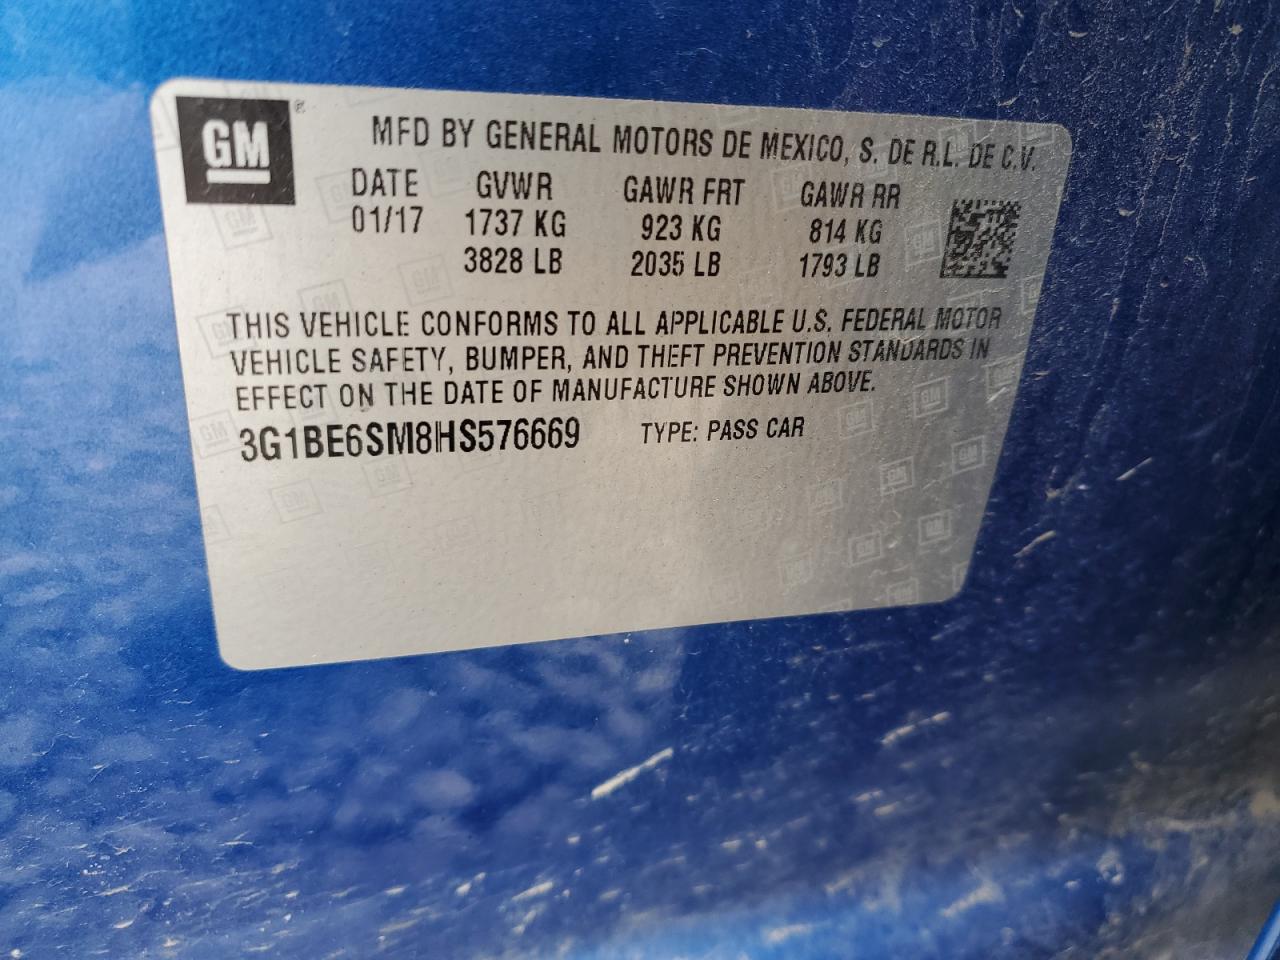 GM
MFD BY GENERAL MOTORS DE MEXICO, S. DE R.L. DE C.V.
DATE GVWR GAWR FRT GAWR RR
01/17 1737 KG 923 KG 814 KG
3828 LB 2035 LB 1793 LB
THIS VEHICLE CONFORMS TO ALL APPLICABLE U.S. FEDERAL MOTOR
VEHICLE SAFETY, BUMPER, AND THEFT PREVENTION STANDARDS IN
EFFECT ON THE DATE OF MANUFACTURE SHOWN ABOVE.
3G1BE6SM8HS576669 TYPE: PASS CAR